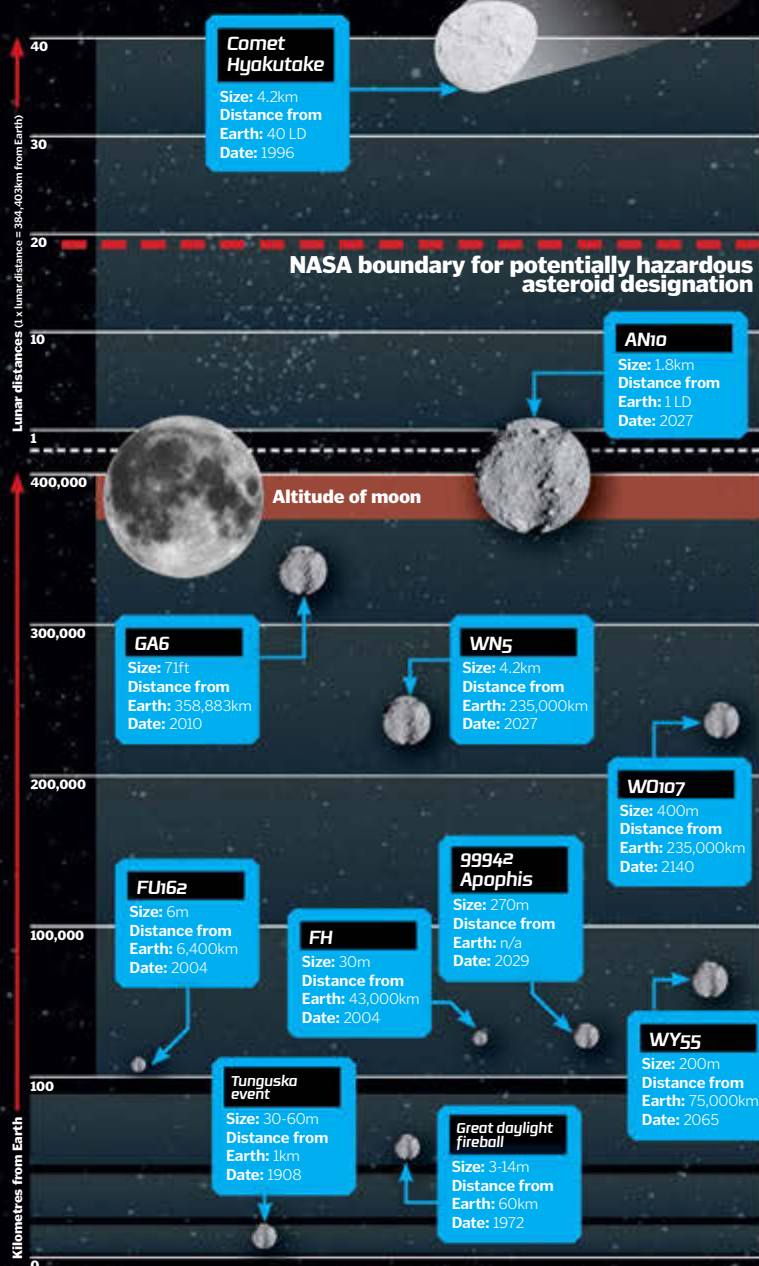 40
Comet
Hyakutake
Size: 4.2km
Distance from
Earth: 40 LD
Date: 1996
30
20
NASA boundary for potentially hazardous
asteroid designation
10
AN10
Size: 1.8km
Distance from
Earth: 1 LD
Date: 2027
1
Lunar distances (1 x lunar distance = 384,403km from Earth)
400,000
Altitude of moon
300,000
GA6
Size: 71ft
Distance from
Earth: 358,883km
Date: 2010
WN5
Size: 4.2km
Distance from
Earth: 235,000km
Date: 2027
200,000
WO107
Size: 400m
Distance from
Earth: 235,000km
Date: 2140
99942
Apophis
Size: 270m
Distance from
Earth: n/a
Date: 2029
FU162
Size: 6m
Distance from
Earth: 6,400km
Date: 2004
100,000
FH
Size: 30m
Distance from
Earth: 43,000km
Date: 2004
WY55
Size: 200m
Distance from
Earth: 75,000km
Date: 2065
100
Tunguska
event
Size: 30-60m
Distance from
Earth: 1km
Date: 1908
Great daylight
fireball
Size: 3-14m
Distance from
Earth: 60km
Date: 1972
Kilometres from Earth
0